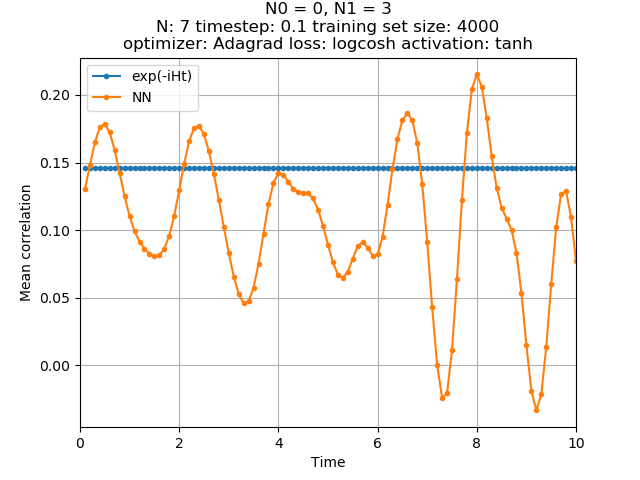 N0 = 0, N1 = 3
N: 7 timestep: 0.1 training set size: 4000
optimizer: Adagrad loss: logcosh activation: tanh
exp(-iHt)
NN
0.20
0.15
0.10
0.05
0.00
Mean correlation
0 2 4 6 8 10
Time